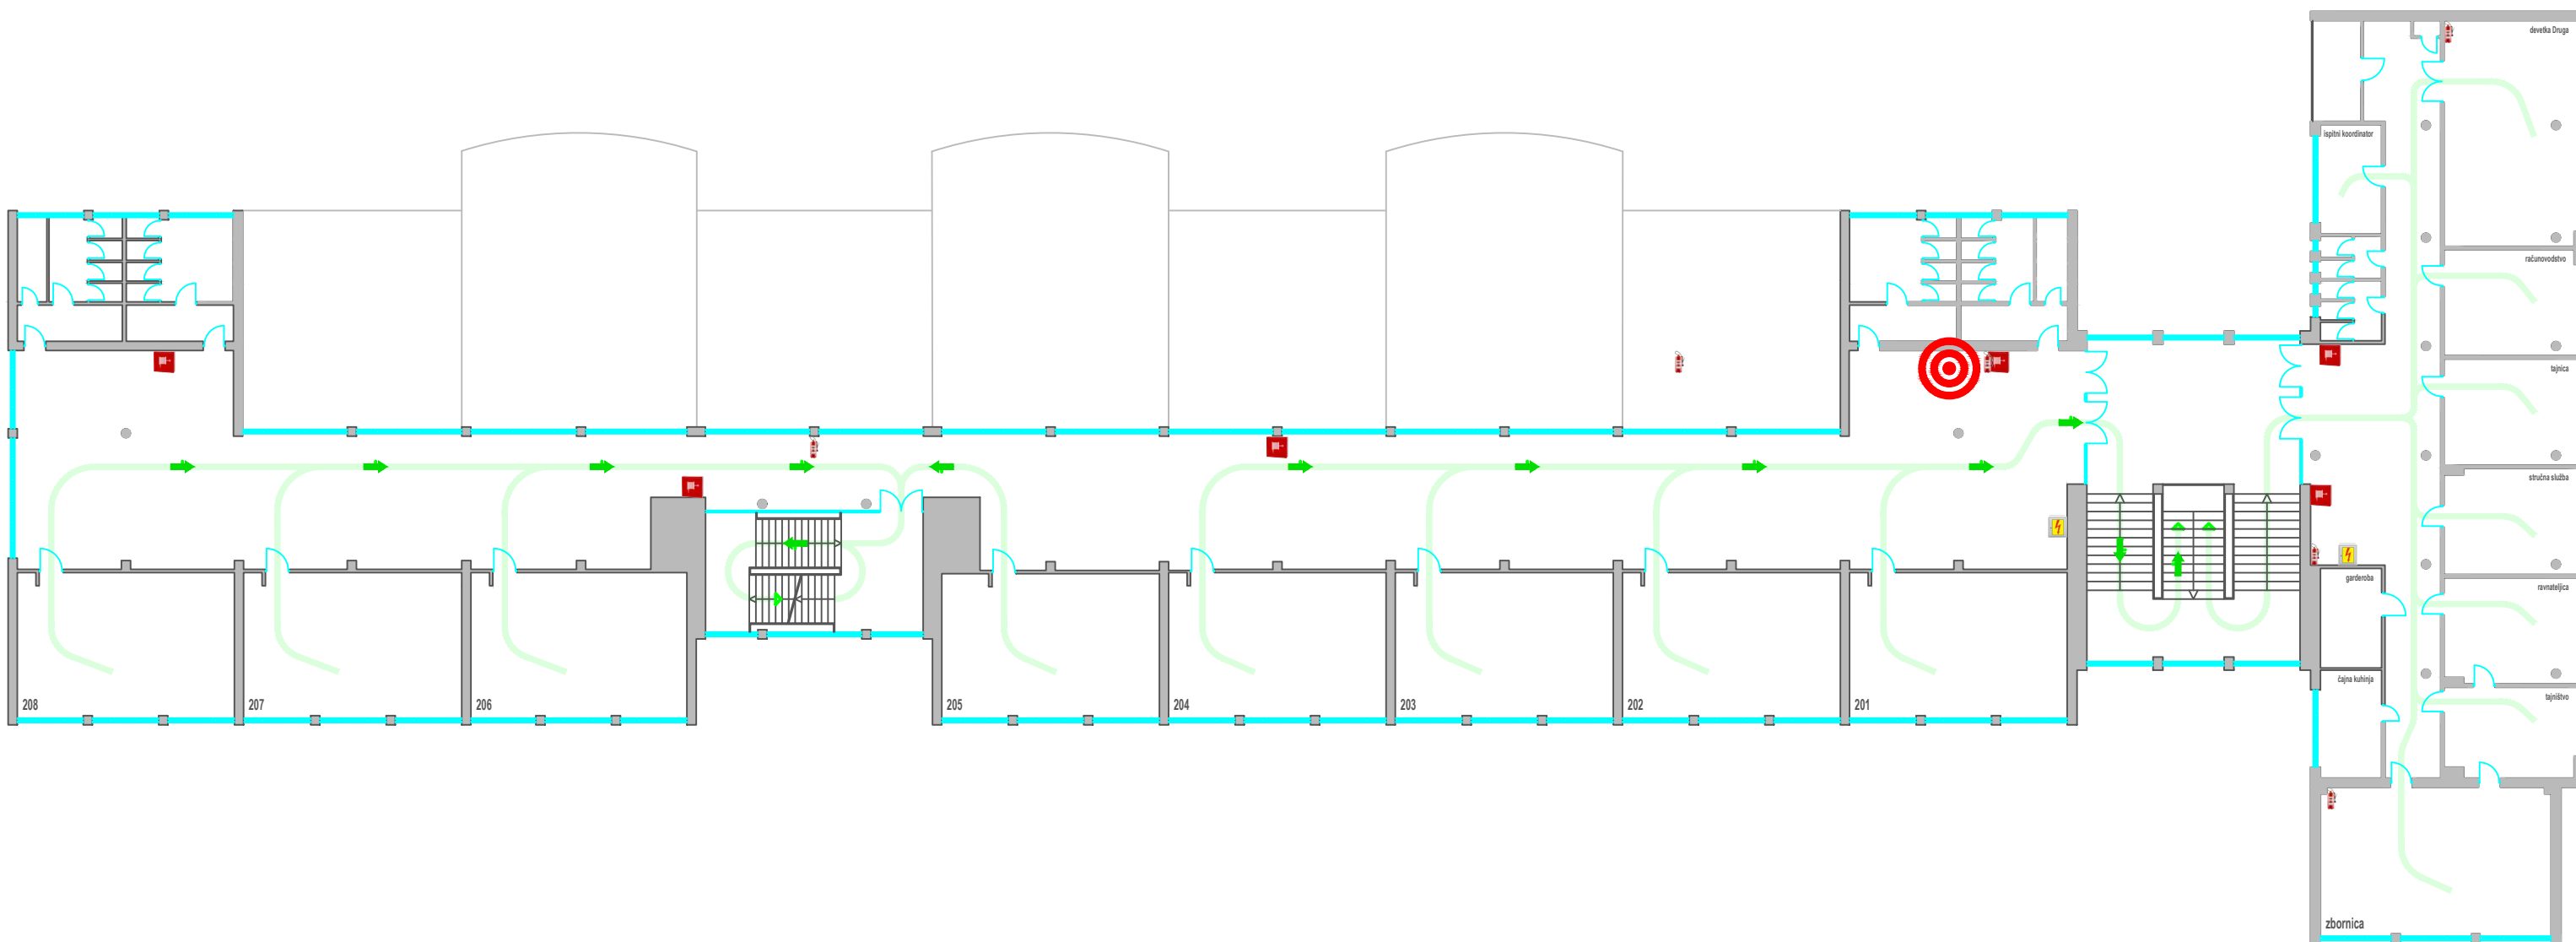 devetka Druga
ispitni koordinator
računovodstvo
tajnica
stručna služba
garderoba
ravnateljica
čajna kuhinja
tajništvo
208
207
206
205
204
203
202
201
zbornica